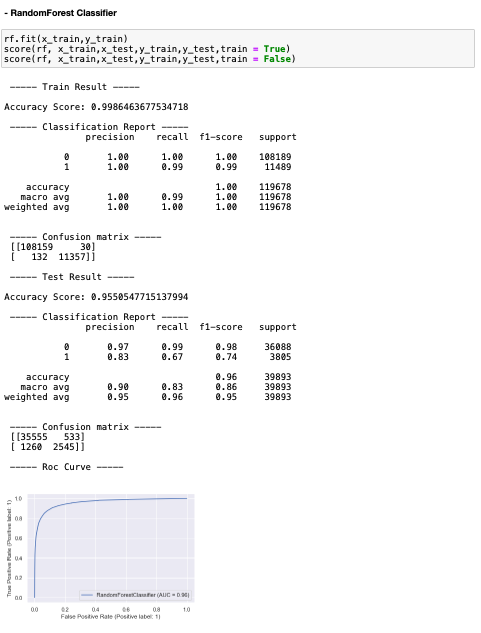 - RandomForest Classifier
rf.fit(x_train,y_train)
score(rf, x_train,x_test,y_train,y_test,train = True)
score(rf, x_train,x_test,y_train,y_test,train = False)
----- Train Result -----
Accuracy Score: 0.9986463677534718
----- Classification Report -----
precision recall f1-score support
0 1.00 1.00 1.00 108189
1 1.00 0.99 0.99 11489
accuracy 1.00 119678
macro avg 1.00 0.99 1.00 119678
weighted avg 1.00 1.00 1.00 119678
----- Confusion matrix -----
[[108159 30]
[ 132 11357]]
----- Test Result -----
Accuracy Score: 0.9550547715137994
----- Classification Report -----
precision recall f1-score support
0 0.97 0.99 0.98 36088
1 0.83 0.67 0.74 3805
accuracy 0.96 39893
macro avg 0.90 0.83 0.86 39893
weighted avg 0.95 0.96 0.95 39893
----- Confusion matrix -----
[[35555 533]
[ 1260 2545]]
----- Roc Curve -----
True Positive Rate (Positive label: 1)
1.0
0.8
0.6
0.4
0.2
0.0
RandomForestClassifier (AUC = 0.96)
0.0 0.2 0.4 0.6 0.8 1.0
False Positive Rate (Positive label: 1)